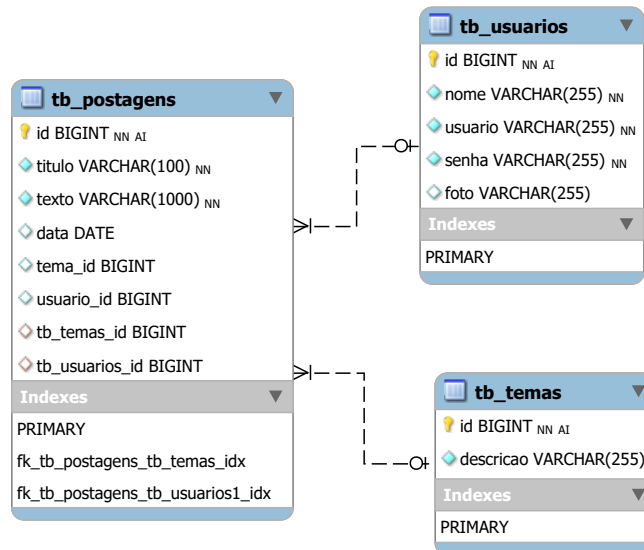 tb_postagens
id BIGINT NN AI
titulo VARCHAR(100) NN
texto VARCHAR(1000) NN
data DATE
tema_id BIGINT
usuario_id BIGINT
tb_temas_id BIGINT
tb_usuarios_id BIGINT
Indexes
PRIMARY
fk_tb_postagens_tb_temas_idx
fk_tb_postagens_tb_usuarios1_idx
tb_usuarios
id BIGINT NN AI
nome VARCHAR(255) NN
usuario VARCHAR(255) NN
senha VARCHAR(255) NN
foto VARCHAR(255)
Indexes
PRIMARY
tb_temas
id BIGINT NN AI
descricao VARCHAR(255)
Indexes
PRIMARY